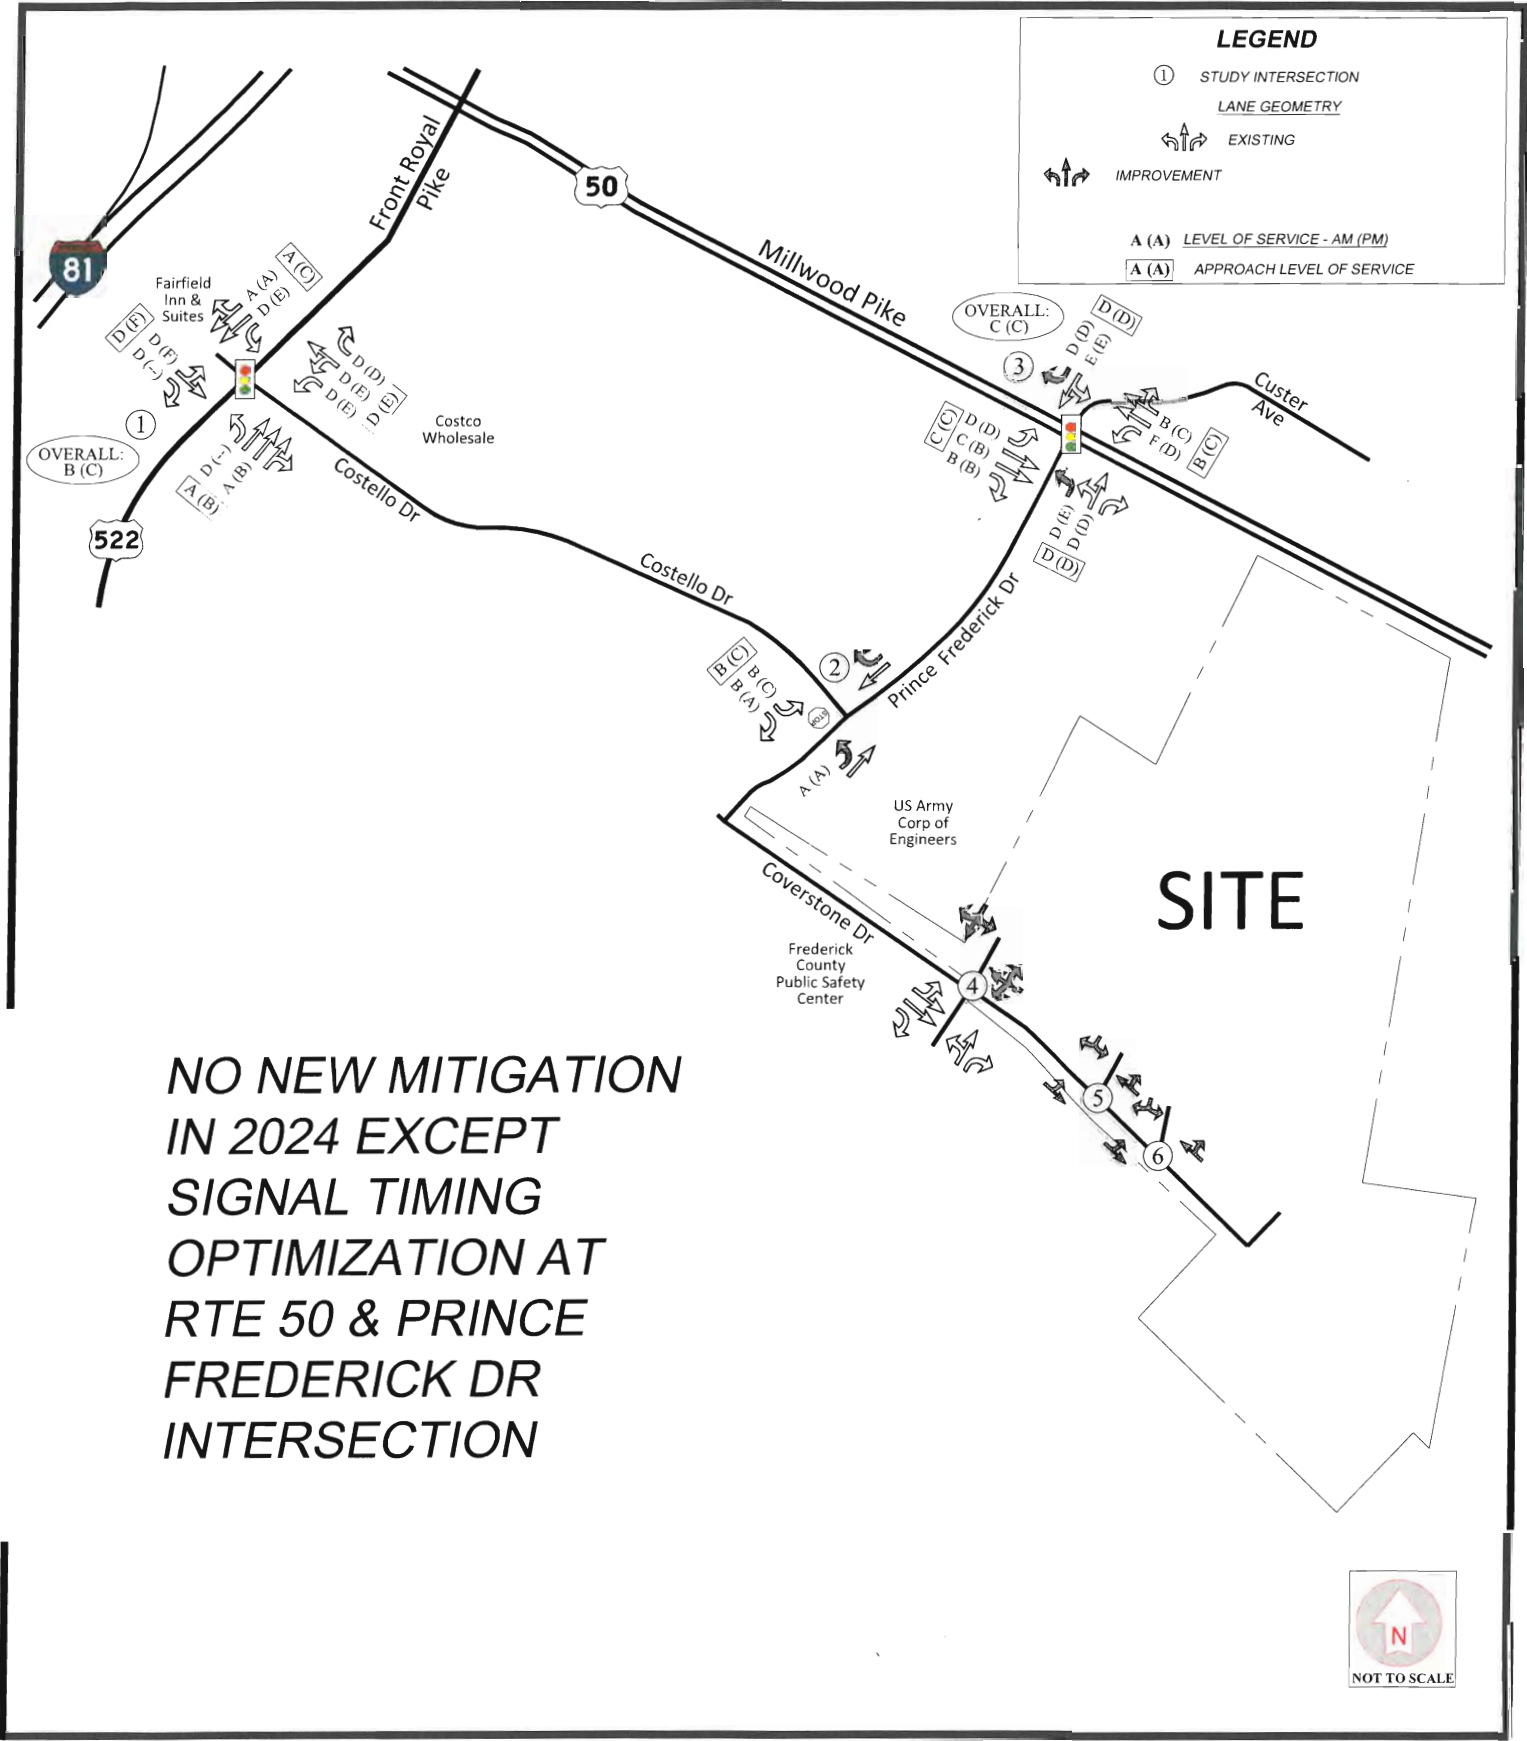 LEGEND
1 STUDY INTERSECTION
LANE GEOMETRY
EXISTING
IMPROVEMENT
A (A) LEVEL OF SERVICE - AM (PM)
A (A) APPROACH LEVEL OF SERVICE
81
Front Royal
Pike
50
Millwood Pike
Fairfield
Inn &
Suites
A (C)
A (A)
D (E)
D (F)
D (F)
D (--)
D (D)
D (E)
D (E)
D (E)
1
OVERALL:
B (C)
D (--)
A (B)
A (B)
522
Costco
Wholesale
Costello Dr
Costello Dr
OVERALL:
C (C)
3
D (D)
D (D)
E (E)
Custer
Ave
B (C)
F (D)
B (C)
C (C)
D (D)
C (B)
B (B)
D (E)
D (D)
D (D)
Prince Frederick Dr
2
B (C)
B (C)
B (A)
STOP
A (A)
US Army
Corp of
Engineers
SITE
Coverstone Dr
Frederick
County
Public Safety
Center
4
5
6
NO NEW MITIGATION
IN 2024 EXCEPT
SIGNAL TIMING
OPTIMIZATION AT
RTE 50 & PRINCE
FREDERICK DR
INTERSECTION
N
NOT TO SCALE